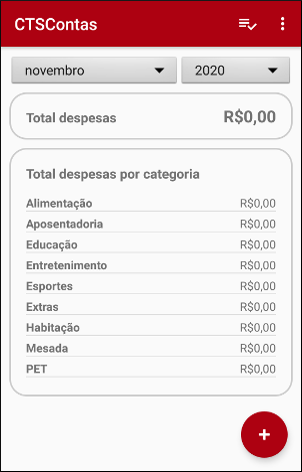 CTSContas
novembro 2020
Total despesas R$0,00
Total despesas por categoria
Alimentação R$0,00
Aposentadoria R$0,00
Educação R$0,00
Entretenimento R$0,00
Esportes R$0,00
Extras R$0,00
Habitação R$0,00
Mesada R$0,00
PET R$0,00
+